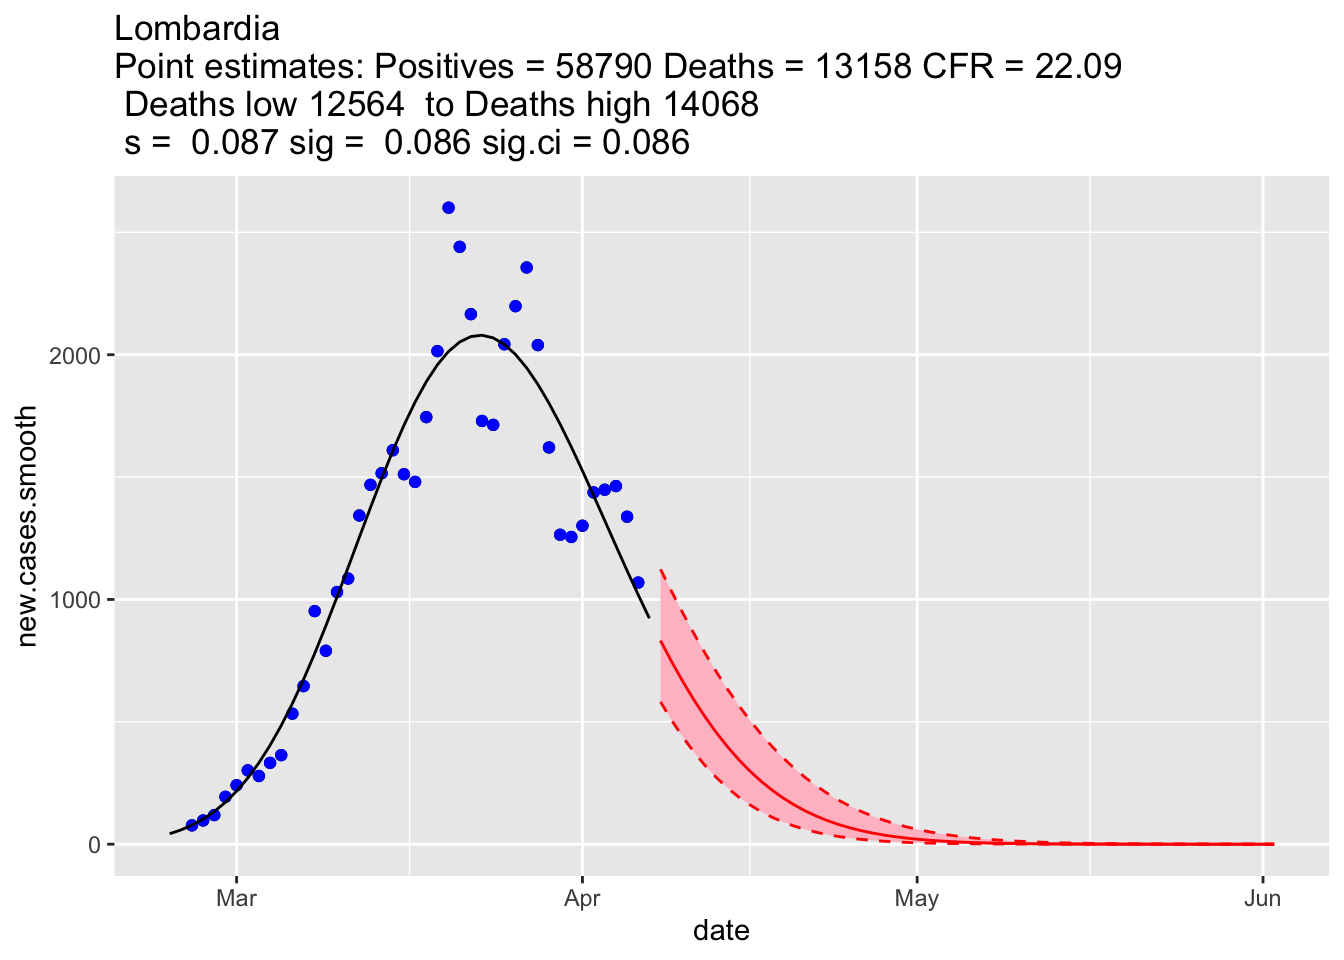 Lombardia
Point estimates: Positives = 58790 Deaths = 13158 CFR = 22.09
Deaths low 12564  to Deaths high 14068
s =  0.087 sig =  0.086 sig.ci = 0.086
new.cases.smooth
2000
1000
0
Mar Apr May Jun
date